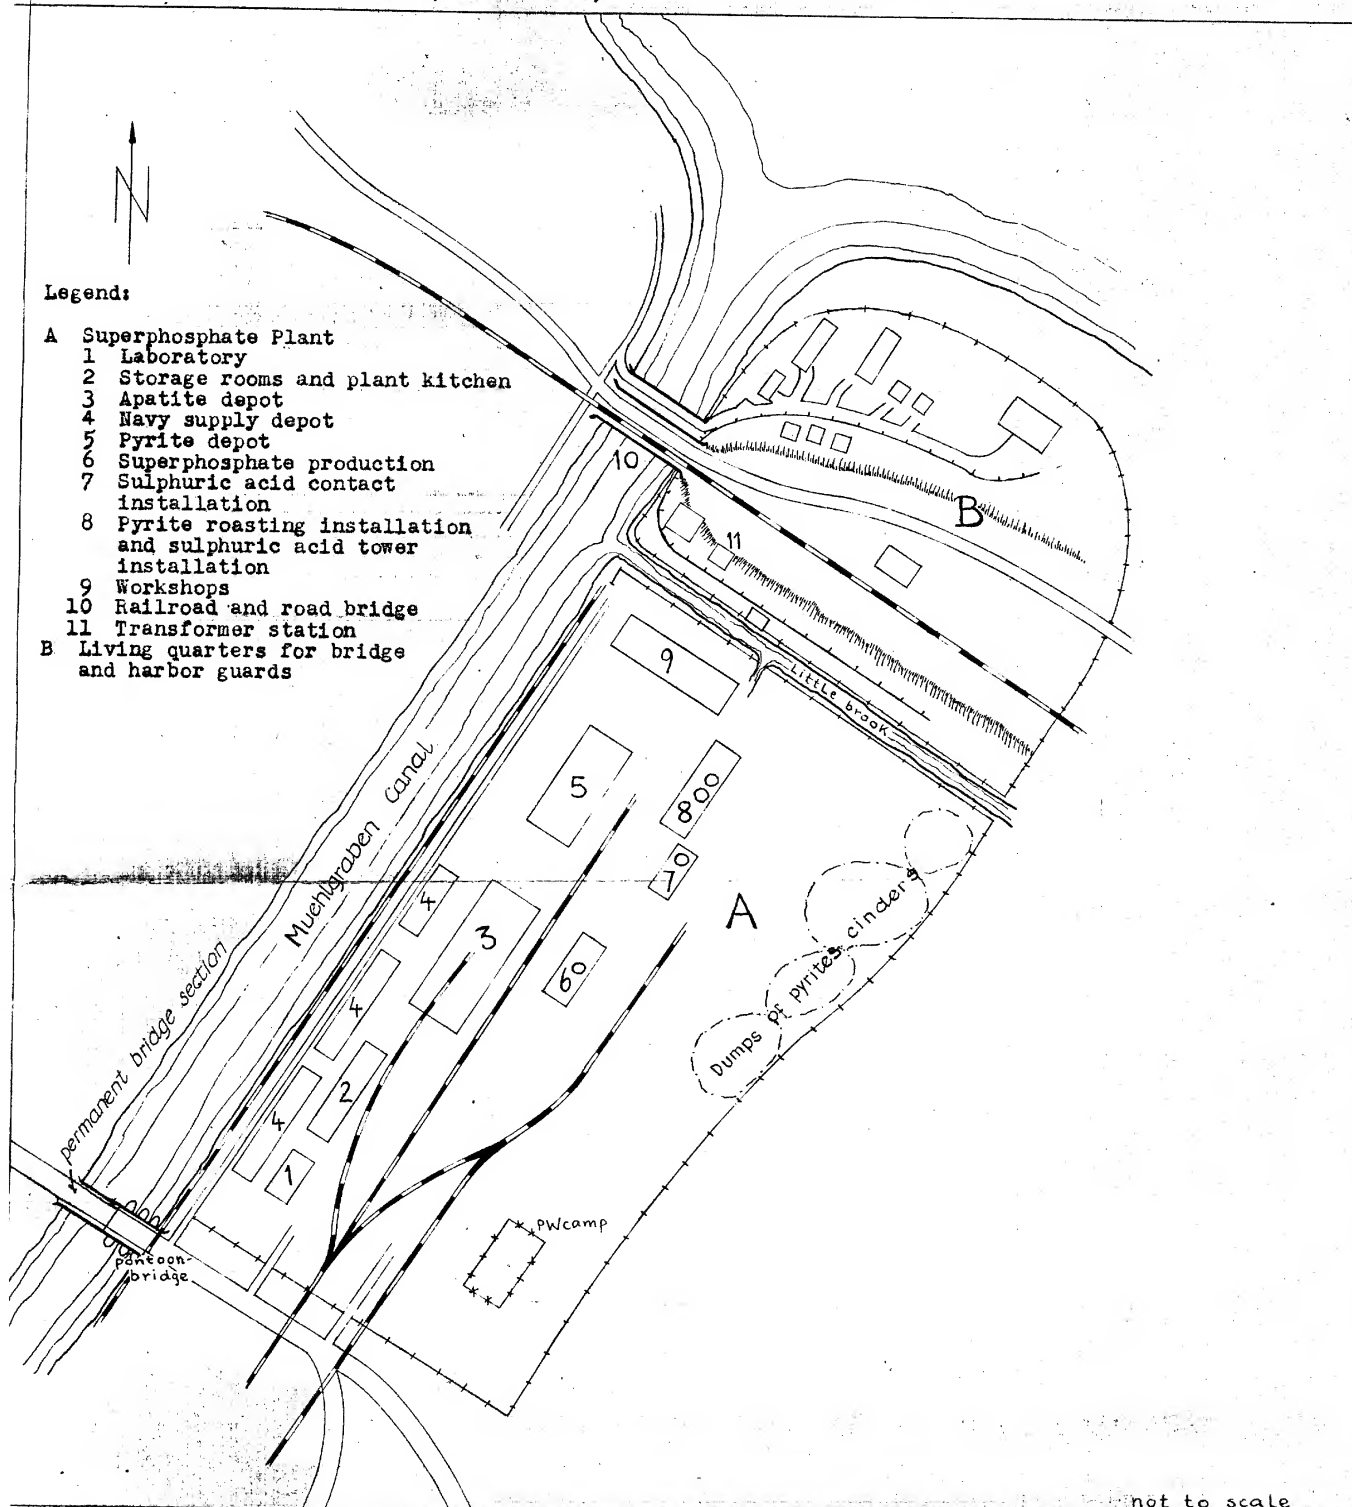 N
Legend:
A Superphosphate Plant
1 Laboratory
2 Storage rooms and plant kitchen
3 Apatite depot
4 Navy supply depot
5 Pyrite depot
6 Superphosphate production
7 Sulphuric acid contact
installation
8 Pyrite roasting installation
and sulphuric acid tower
installation
9 Workshops
10 Railroad and road bridge
11 Transformer station
B Living quarters for bridge
and harbor guards
10
B
11
9
Little brook
5
8
7
A
Muehlgraben Canal
4
3
6
4
Dumps of pyrites cinders
permanent bridge section
2
4
1
PWcamp
pontoon-
bridge
not to scale